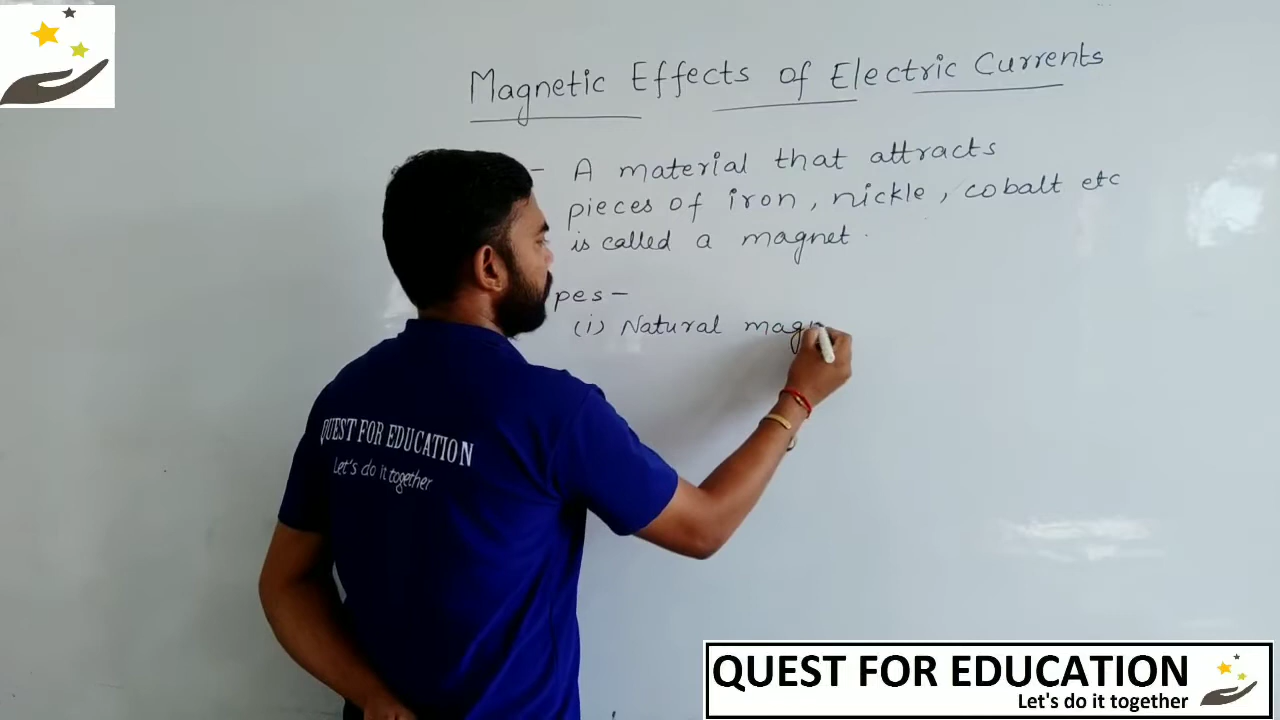 Magnetic Effects of Electric Currents
- A material that attracts
pieces of iron, nickle, cobalt etc
is called a magnet.
pes -
(i) Natural mag
QUEST FOR EDUCATION
Let's do it together
QUEST FOR EDUCATION
Let's do it together